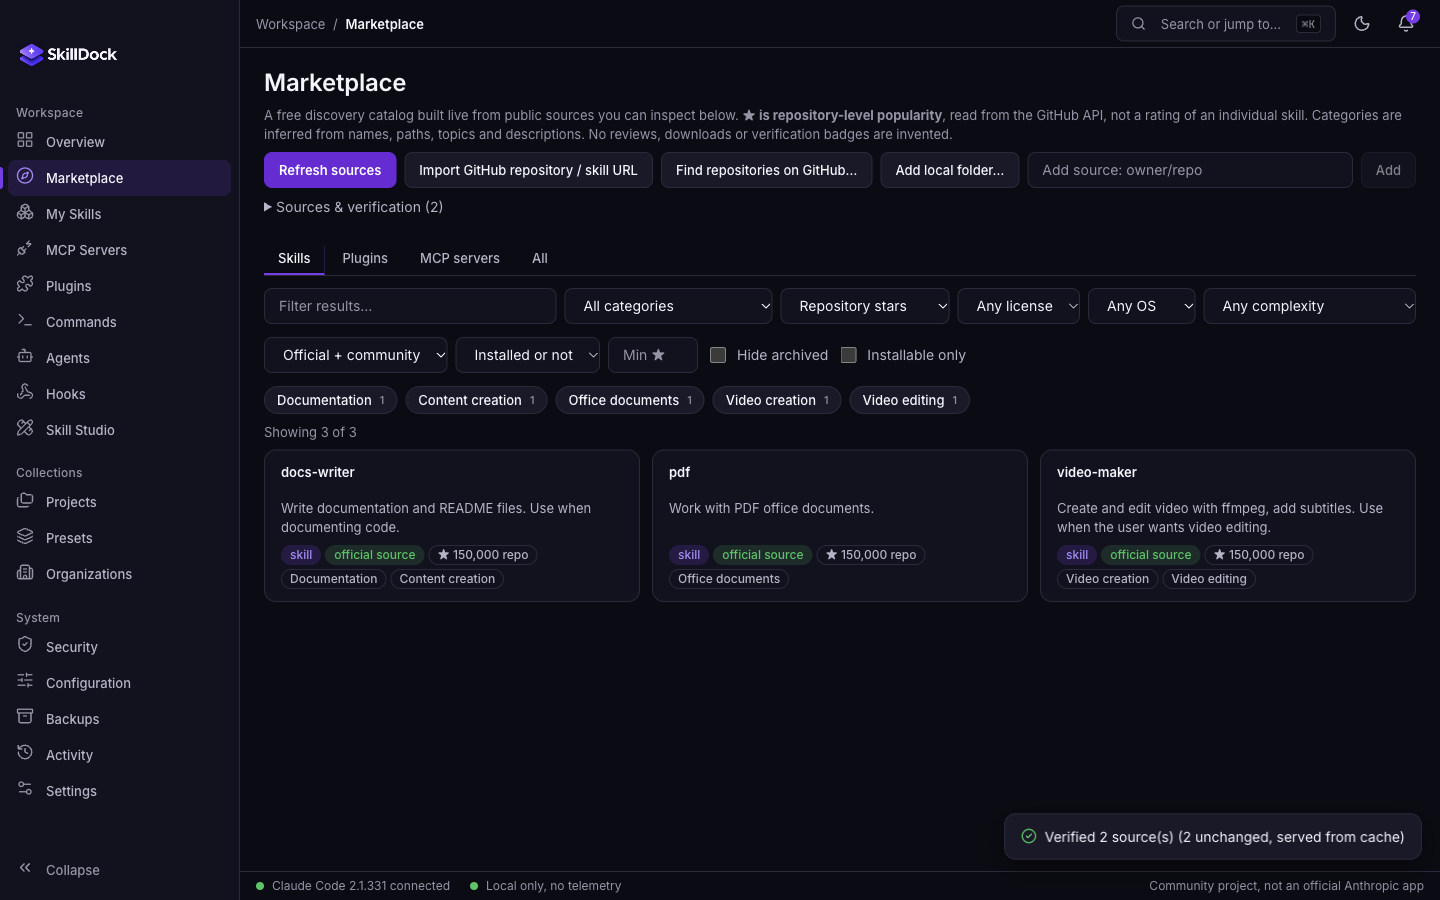 SkillDock
Workspace / Marketplace
Search or jump to... ⌘K
7
Workspace
Overview
Marketplace
My Skills
MCP Servers
Plugins
Commands
Agents
Hooks
Skill Studio
Collections
Projects
Presets
Organizations
System
Security
Configuration
Backups
Activity
Settings
Collapse
Marketplace
A free discovery catalog built live from public sources you can inspect below. ★ is repository-level popularity, read from the GitHub API, not a rating of an individual skill. Categories are
inferred from names, paths, topics and descriptions. No reviews, downloads or verification badges are invented.
Refresh sources Import GitHub repository / skill URL Find repositories on GitHub... Add local folder... Add source: owner/repo Add
Sources & verification (2)
Skills Plugins MCP servers All
Filter results... All categories Repository stars Any license Any OS Any complexity
Official + community Installed or not Min ★ Hide archived Installable only
Documentation 1 Content creation 1 Office documents 1 Video creation 1 Video editing 1
Showing 3 of 3
docs-writer
Write documentation and README files. Use when
documenting code.
skill official source ★ 150,000 repo
Documentation Content creation
pdf
Work with PDF office documents.
skill official source ★ 150,000 repo
Office documents
video-maker
Create and edit video with ffmpeg, add subtitles. Use
when the user wants video editing.
skill official source ★ 150,000 repo
Video creation Video editing
Verified 2 source(s) (2 unchanged, served from cache)
Claude Code 2.1.331 connected Local only, no telemetry Community project, not an official Anthropic app